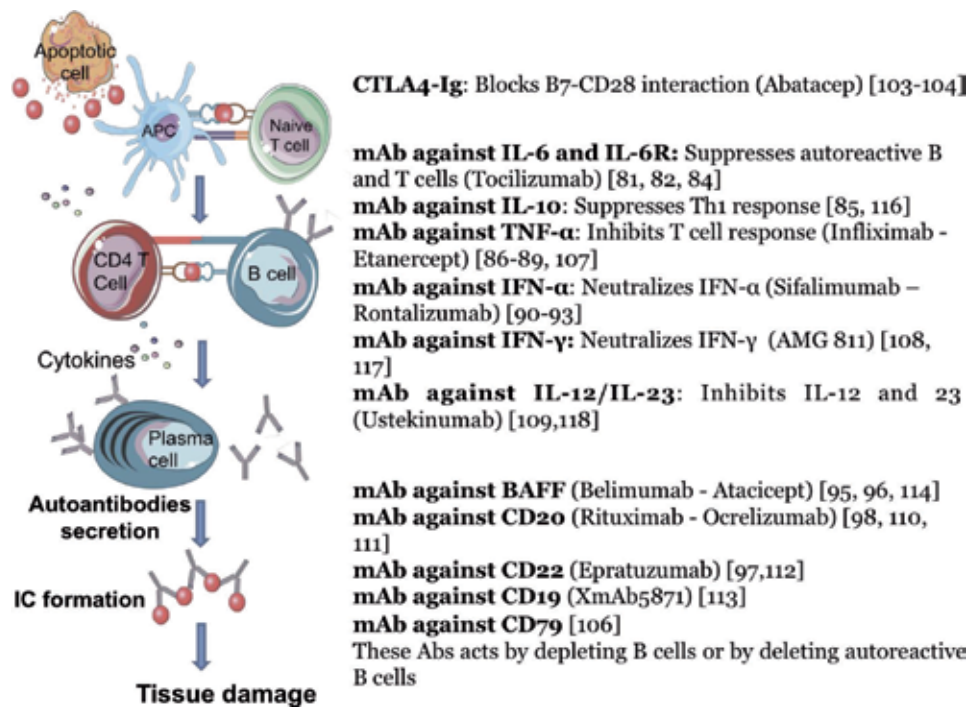 Apoptotic
cell
APC
Naive
T cell
CTLA4-Ig: Blocks B7-CD28 interaction (Abatacep) [103-104]
mAb against IL-6 and IL-6R: Suppresses autoreactive B
and T cells (Tocilizumab) [81, 82, 84]
mAb against IL-10: Suppresses Th1 response [85, 116]
mAb against TNF-α: Inhibits T cell response (Infliximab -
Etanercept) [86-89, 107]
mAb against IFN-α: Neutralizes IFN-α (Sifalimumab –
Rontalizumab) [90-93]
mAb against IFN-γ: Neutralizes IFN-γ (AMG 811) [108,
117]
mAb against IL-12/IL-23: Inhibits IL-12 and 23
(Ustekinumab) [109,118]
CD4 T
Cell
B cell
Cytokines
Plasma
cell
Autoantibodies
secretion
mAb against BAFF (Belimumab - Atacicept) [95, 96, 114]
mAb against CD20 (Rituximab - Ocrelizumab) [98, 110,
111]
mAb against CD22 (Epratuzumab) [97,112]
mAb against CD19 (XmAb5871) [113]
mAb against CD79 [106]
These Abs acts by depleting B cells or by deleting autoreactive
B cells
IC formation
Tissue damage